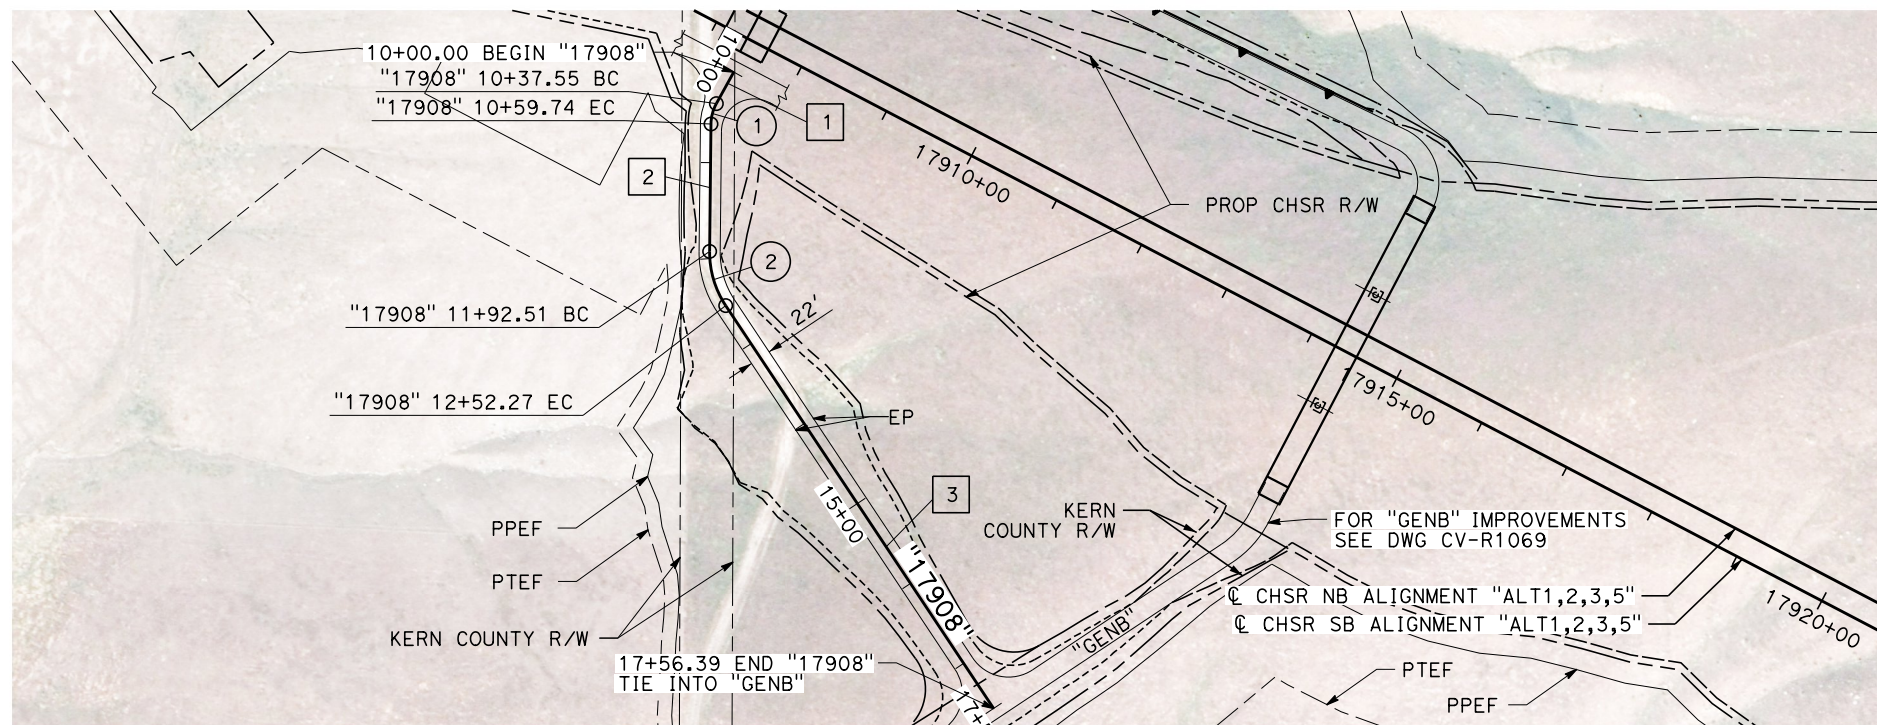 10+00.00 BEGIN "17908"
"17908" 10+37.55 BC
"17908" 10+59.74 EC
10+00
1
1
2
17910+00
PROP CHSR R/W
2
"17908" 11+92.51 BC
22'
"17908" 12+52.27 EC
17915+00
EP
3
15+00
PPEF
KERN
COUNTY R/W
FOR "GENB" IMPROVEMENTS
SEE DWG CV-R1069
PTEF
"17908"
℄ CHSR NB ALIGNMENT "ALT1,2,3,5"
17920+00
℄ CHSR SB ALIGNMENT "ALT1,2,3,5"
KERN COUNTY R/W
"GENB"
17+56.39 END "17908"
TIE INTO "GENB"
PTEF
PPEF